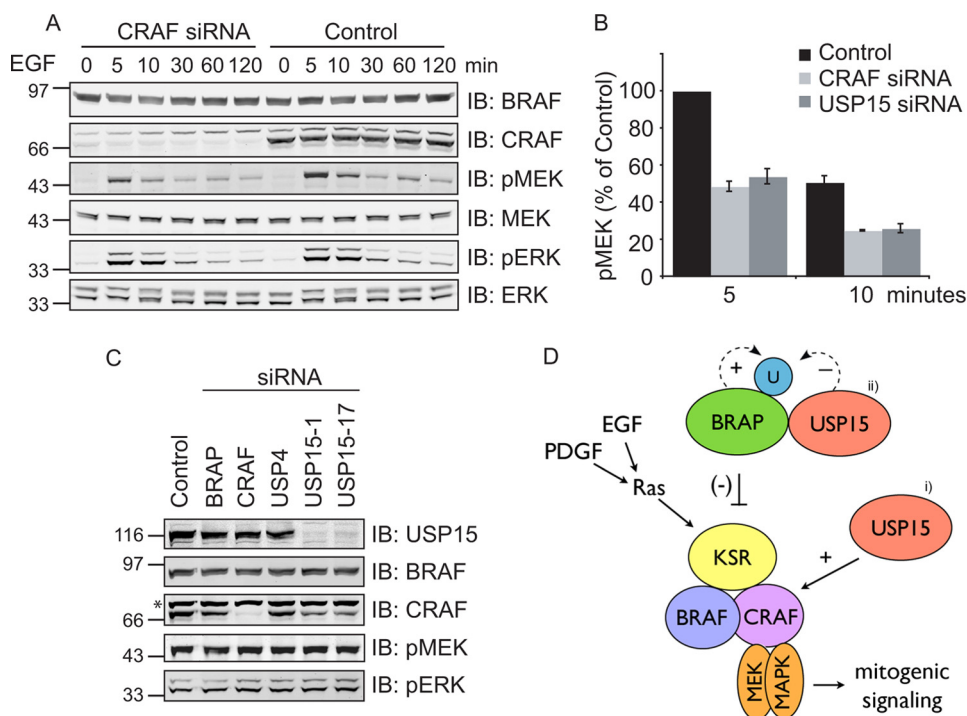 A
CRAF siRNA Control
EGF 0 5 10 30 60 120 0 5 10 30 60 120 min
97
IB: BRAF
66
IB: CRAF
43
IB: pMEK
43
IB: MEK
33
IB: pERK
33
IB: ERK
B
Control
CRAF siRNA
USP15 siRNA
pMEK (% of Control)
100
80
60
40
20
0
5 10 minutes
C
siRNA
Control BRAP CRAF USP4 USP15-1 USP15-17
116
IB: USP15
97
IB: BRAF
*
66
IB: CRAF
43
IB: pMEK
33
IB: pERK
D
+ U –
ii)
BRAP USP15
EGF
PDGF
Ras
(-)
i)
USP15
KSR
+
BRAF CRAF
MEK MAPK
mitogenic
signaling